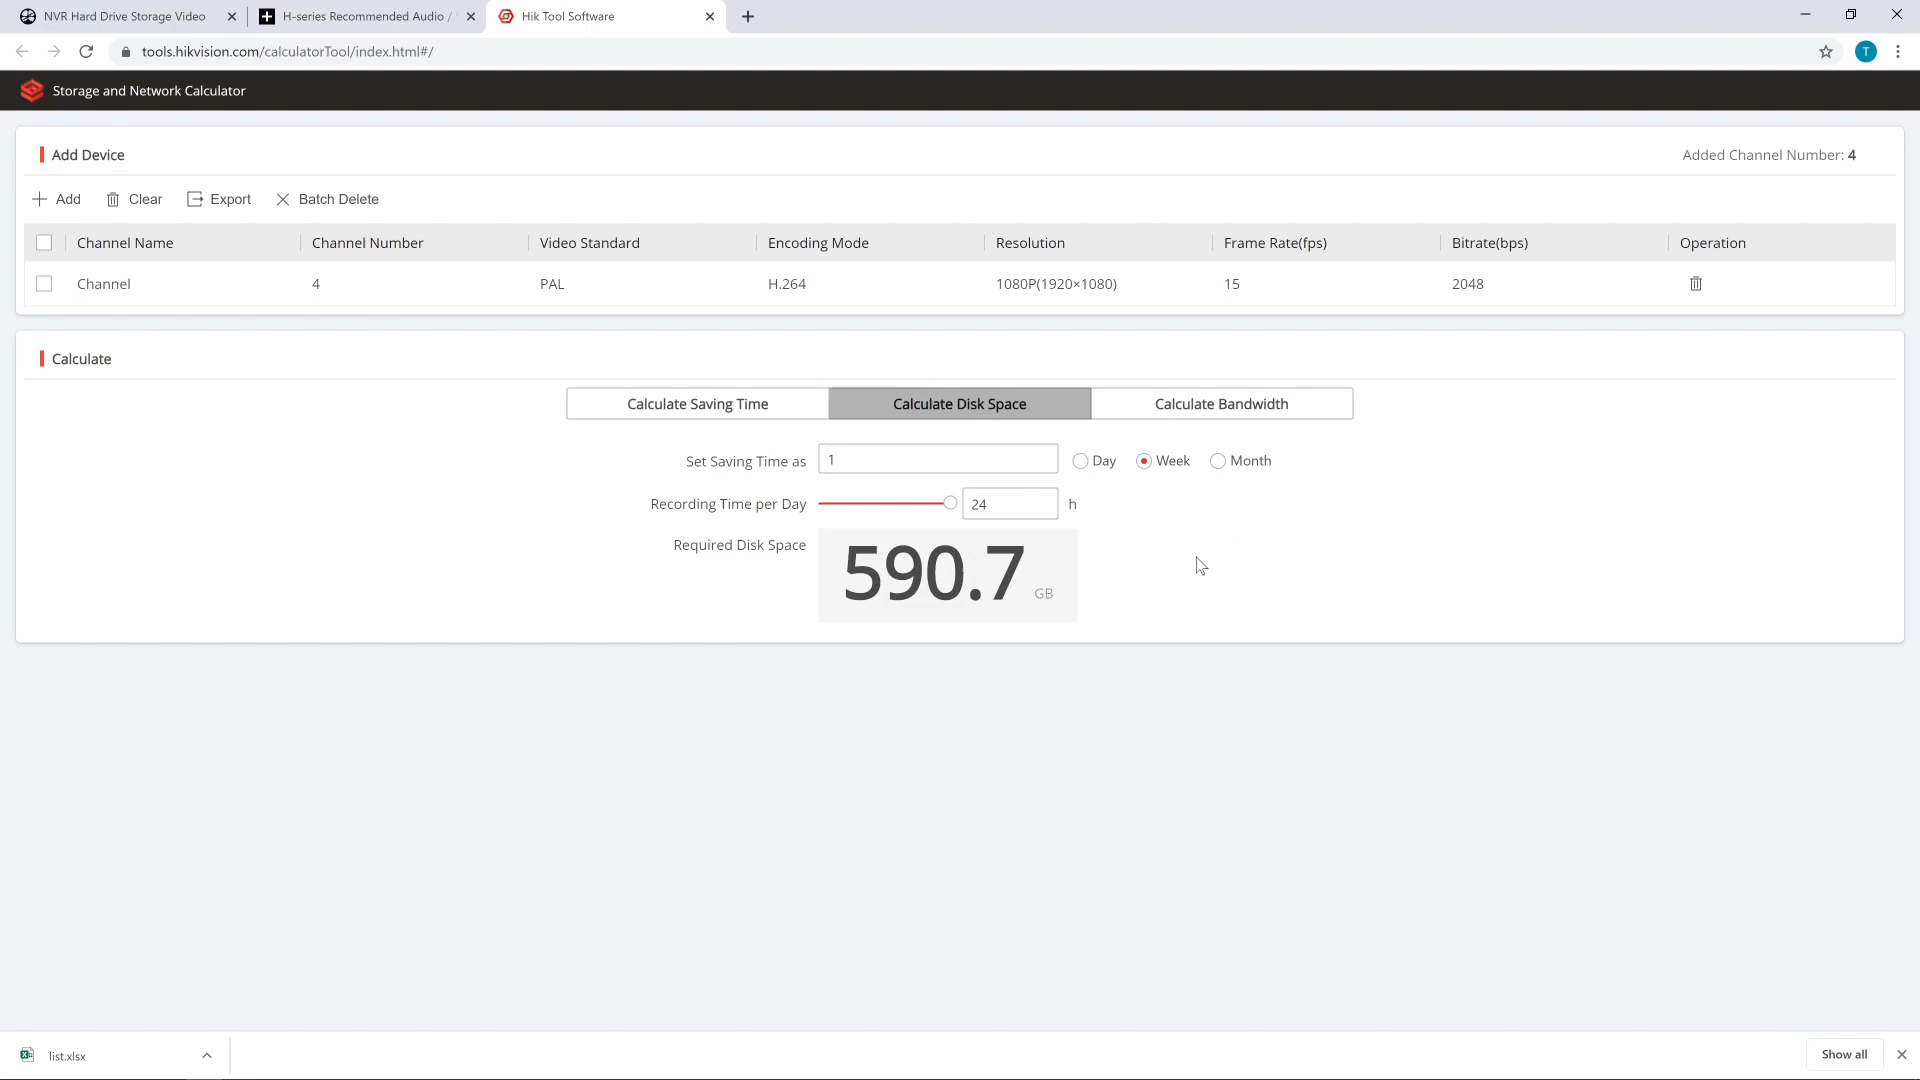 NVR Hard Drive Storage Video
H-series Recommended Audio /
Hik Tool Software
tools.hikvision.com/calculatorTool/index.html#/
T
Storage and Network Calculator
Add Device
Added Channel Number: 4
Add Clear Export Batch Delete
Channel Name Channel Number Video Standard Encoding Mode Resolution Frame Rate(fps) Bitrate(bps) Operation
Channel 4 PAL H.264 1080P(1920×1080) 15 2048
Calculate
Calculate Saving Time Calculate Disk Space Calculate Bandwidth
Set Saving Time as 1 Day Week Month
Recording Time per Day 24 h
Required Disk Space 590.7 GB
list.xlsx
Show all